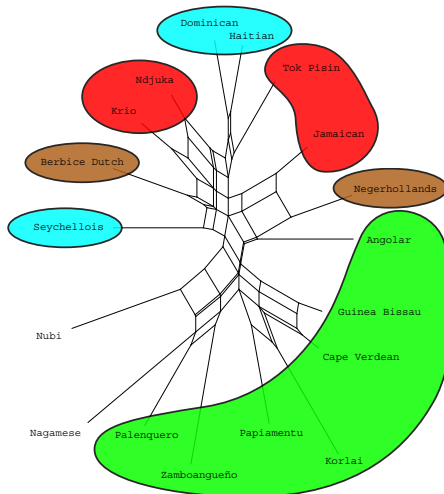 Dominican
Haitian
Tok Pisin
Ndjuka
Krio
Jamaican
Berbice Dutch
Negerhollands
Seychellois
Angolar
Guinea Bissau
Nubi
Cape Verdean
Nagamese
Palenquero
Papiamentu
Korlai
Zamboangueño